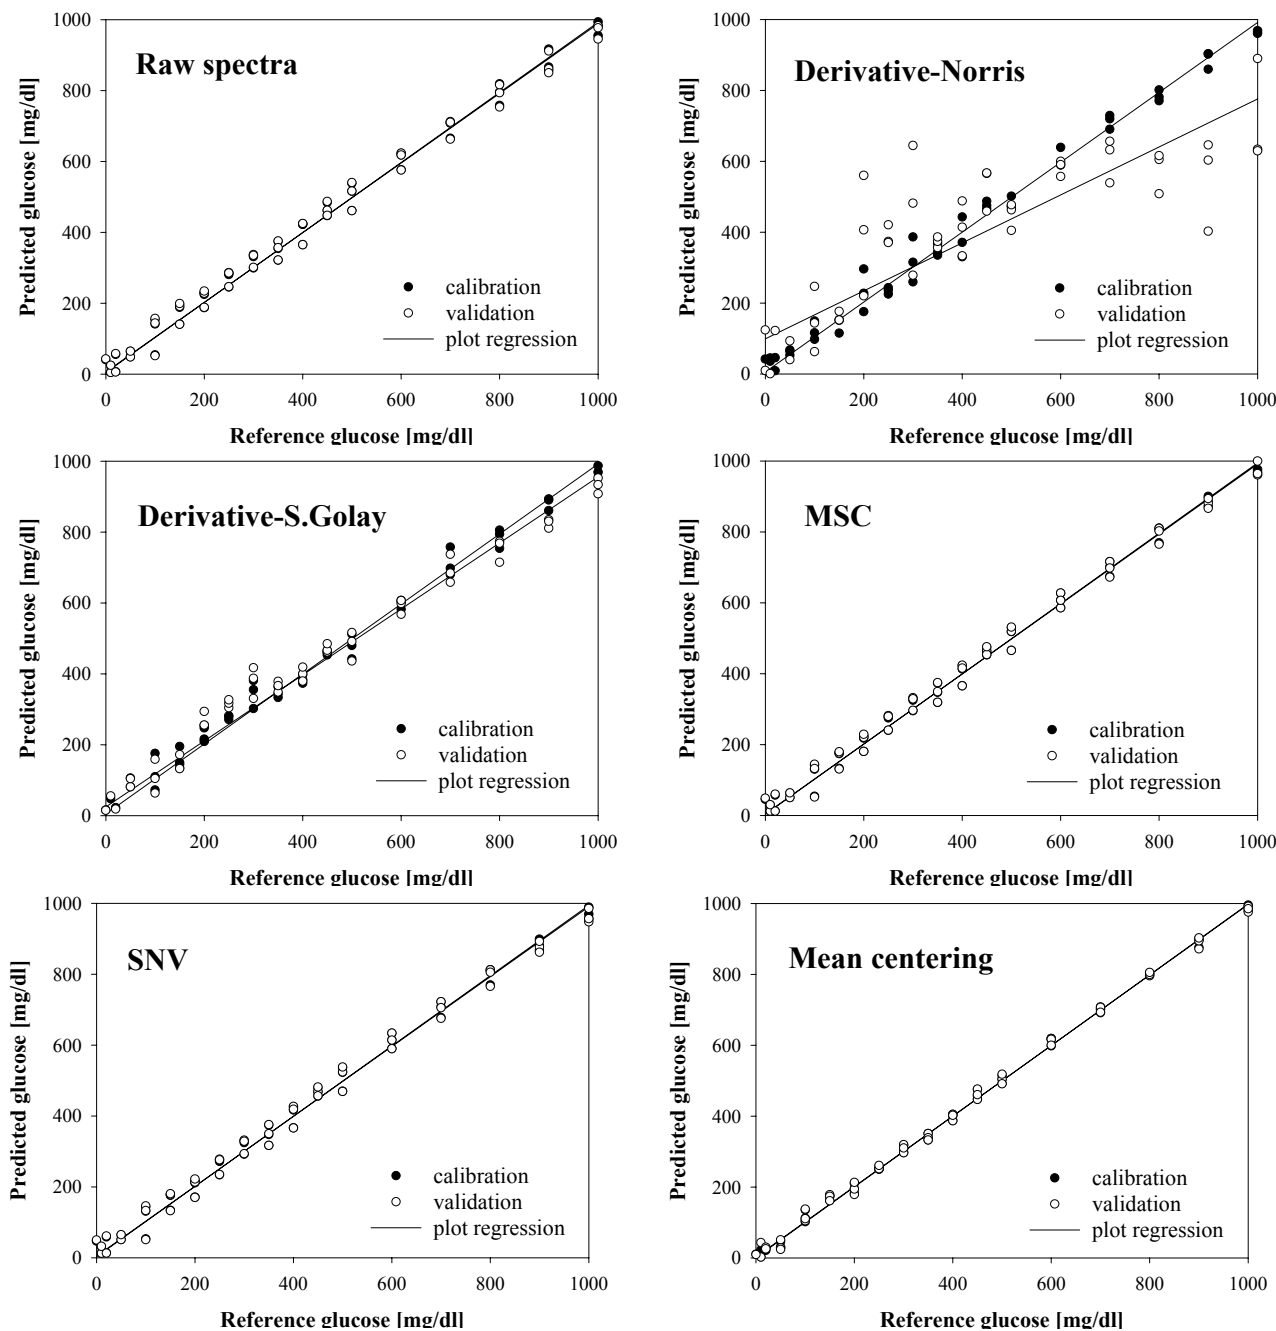 Raw spectra
Predicted glucose [mg/dl]
1000
800
600
400
200
0
calibration
validation
plot regression
0 200 400 600 800 1000
Reference glucose [mg/dl]
Derivative-Norris
Predicted glucose [mg/dl]
1000
800
600
400
200
0
calibration
validation
plot regression
0 200 400 600 800 1000
Reference glucose [mg/dl]
Derivative-S.Golay
Predicted glucose [mg/dl]
1000
800
600
400
200
0
calibration
validation
plot regression
0 200 400 600 800 1000
Reference glucose [mg/dl]
MSC
Predicted glucose [mg/dl]
1000
800
600
400
200
0
calibration
validation
plot regression
0 200 400 600 800 1000
Reference glucose [mg/dl]
SNV
Predicted glucose [mg/dl]
1000
800
600
400
200
0
calibration
validation
plot regression
0 200 400 600 800 1000
Reference glucose [mg/dl]
Mean centering
Predicted glucose [mg/dl]
1000
800
600
400
200
0
calibration
validation
plot regression
0 200 400 600 800 1000
Reference glucose [mg/dl]